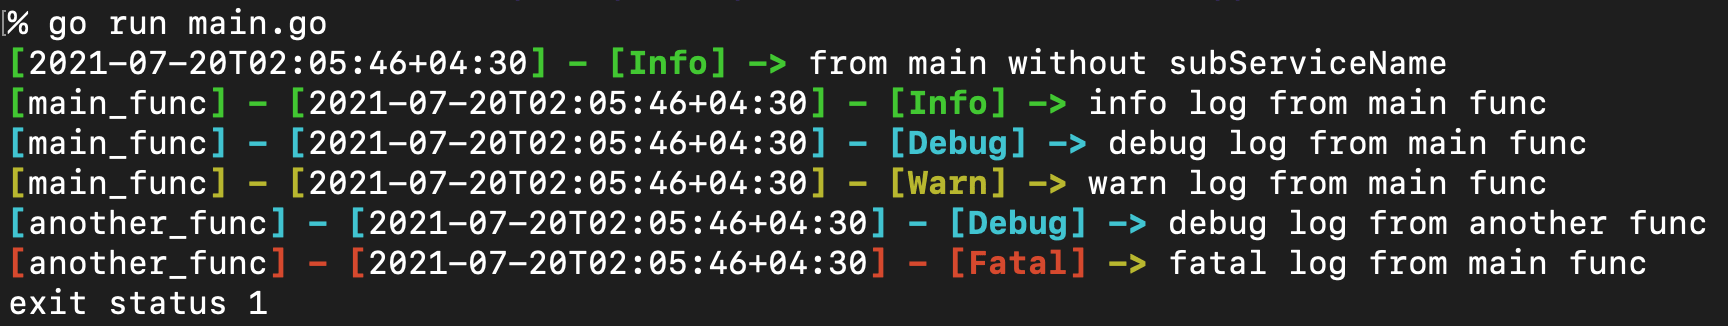 % go run main.go
[2021-07-20T02:05:46+04:30] - [Info] -> from main without subServiceName
[main_func] - [2021-07-20T02:05:46+04:30] - [Info] -> info log from main func
[main_func] - [2021-07-20T02:05:46+04:30] - [Debug] -> debug log from main func
[main_func] - [2021-07-20T02:05:46+04:30] - [Warn] -> warn log from main func
[another_func] - [2021-07-20T02:05:46+04:30] - [Debug] -> debug log from another func
[another_func] - [2021-07-20T02:05:46+04:30] - [Fatal] -> fatal log from main func
exit status 1